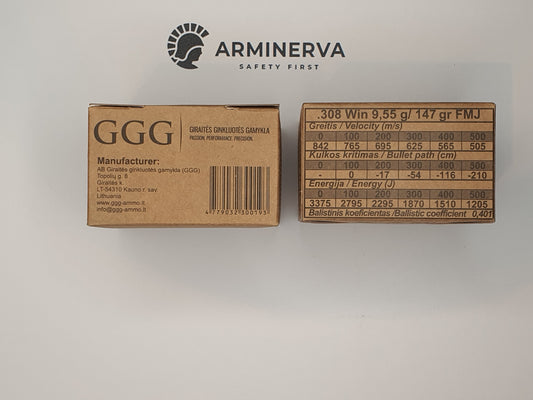 ARMINERVA
SAFETY FIRST
GGG
GIRAITĖS GINKLUOTĖS GAMYKLA
PASSION. PERFORMANCE. PRECISION.
Manufacturer:
AB Giraitės ginkluotės gamykla (GGG)
Topolių g. 8
Giraitės k.
LT-54310 Kauno r. sav.
Lithuania
www.ggg-ammo.lt
info@ggg-ammo.lt
4779032300193
.308 Win 9,55 g/ 147 gr FMJ
Greitis / Velocity (m/s)
0 100 200 300 400 500
842 765 695 625 565 505
Kulkos kritimas / Bullet path (cm)
0 100 200 300 400 500
- 0 -17 -54 -116 -210
Energija / Energy (J)
0 100 200 300 400 500
3375 2795 2295 1870 1510 1205
Balistinis koeficientas /Ballistic coefficient 0,401